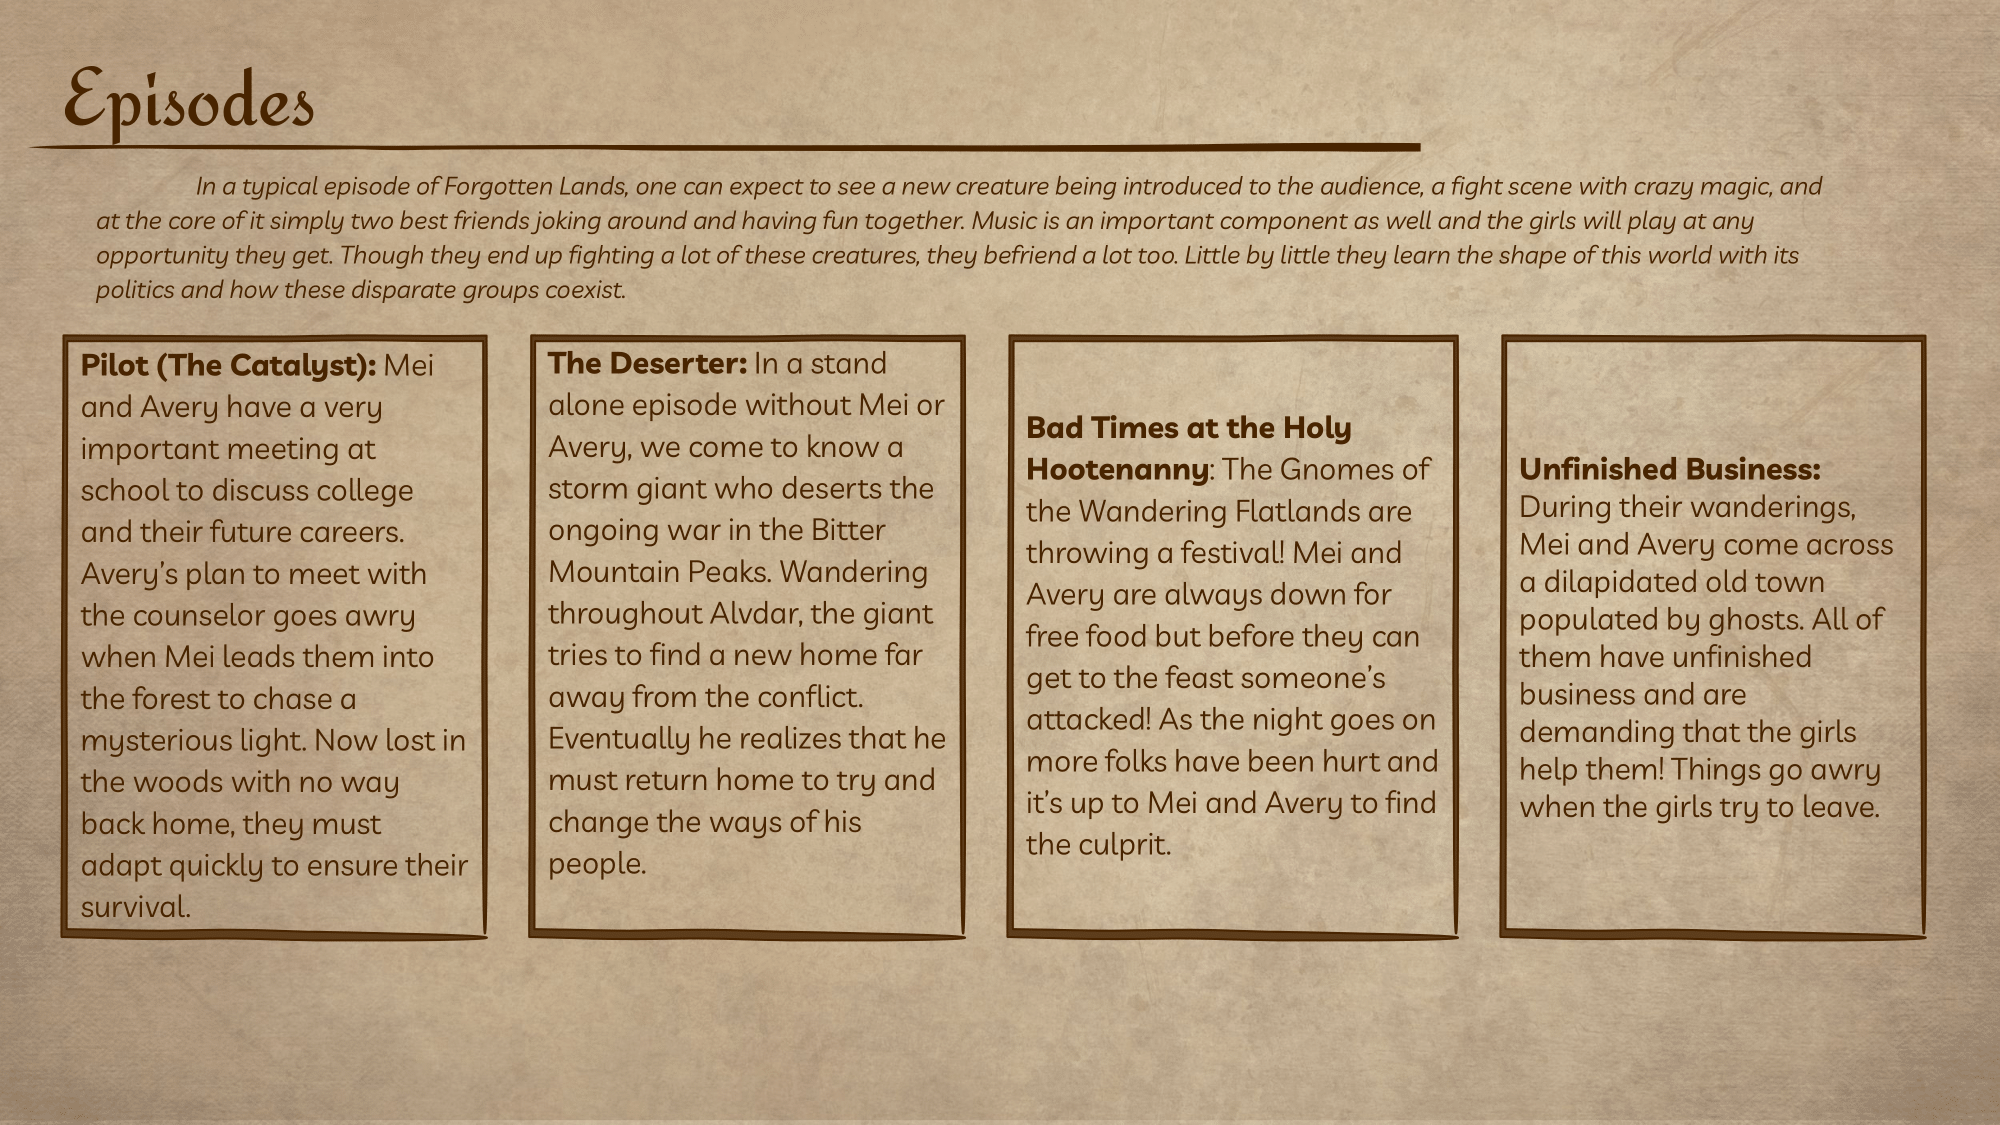 Episodes
In a typical episode of Forgotten Lands, one can expect to see a new creature being introduced to the audience, a fight scene with crazy magic, and
at the core of it simply two best friends joking around and having fun together. Music is an important component as well and the girls will play at any
opportunity they get. Though they end up fighting a lot of these creatures, they befriend a lot too. Little by little they learn the shape of this world with its
politics and how these disparate groups coexist.
Pilot (The Catalyst): Mei
and Avery have a very
important meeting at
school to discuss college
and their future careers.
Avery’s plan to meet with
the counselor goes awry
when Mei leads them into
the forest to chase a
mysterious light. Now lost in
the woods with no way
back home, they must
adapt quickly to ensure their
survival.
The Deserter: In a stand
alone episode without Mei or
Avery, we come to know a
storm giant who deserts the
ongoing war in the Bitter
Mountain Peaks. Wandering
throughout Alvdar, the giant
tries to find a new home far
away from the conflict.
Eventually he realizes that he
must return home to try and
change the ways of his
people.
Bad Times at the Holy
Hootenanny: The Gnomes of
the Wandering Flatlands are
throwing a festival! Mei and
Avery are always down for
free food but before they can
get to the feast someone’s
attacked! As the night goes on
more folks have been hurt and
it’s up to Mei and Avery to find
the culprit.
Unfinished Business:
During their wanderings,
Mei and Avery come across
a dilapidated old town
populated by ghosts. All of
them have unfinished
business and are
demanding that the girls
help them! Things go awry
when the girls try to leave.